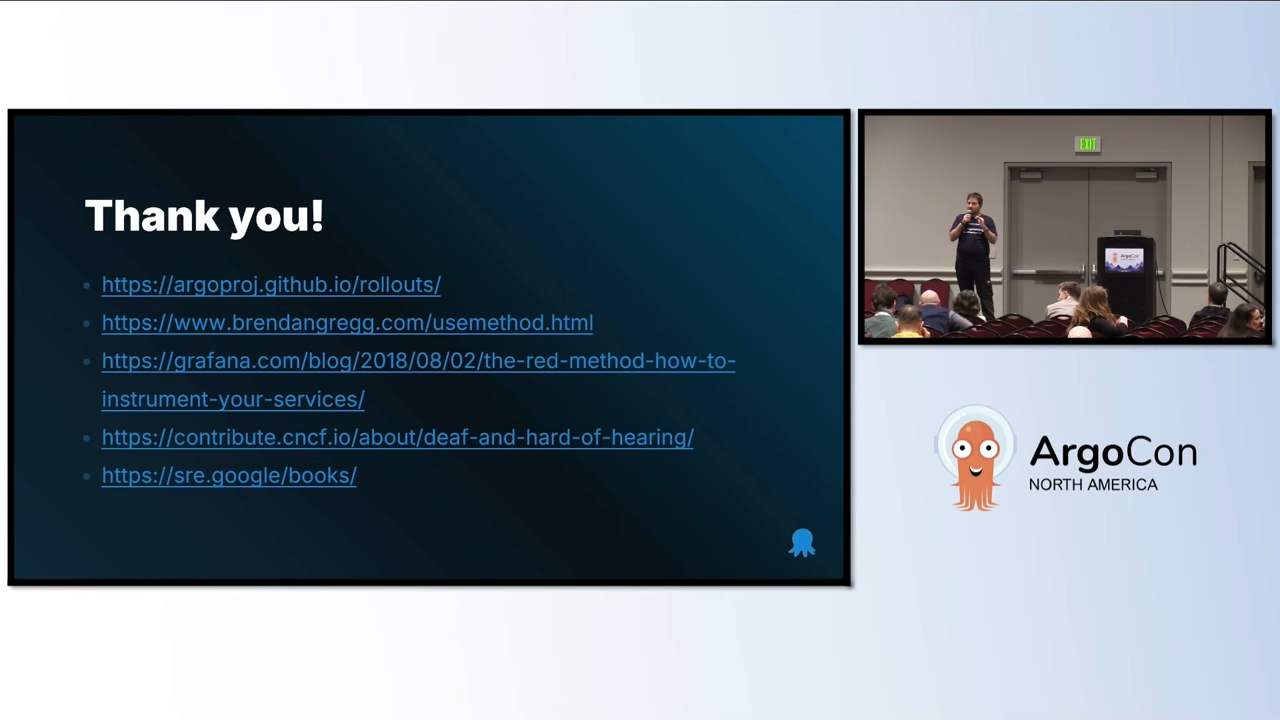 Thank you!
https://argoproj.github.io/rollouts/
https://www.brendangregg.com/usemethod.html
https://grafana.com/blog/2018/08/02/the-red-method-how-to-
instrument-your-services/
https://contribute.cncf.io/about/deaf-and-hard-of-hearing/
https://sre.google/books/
EXIT
ArgoCon
ArgoCon
NORTH AMERICA